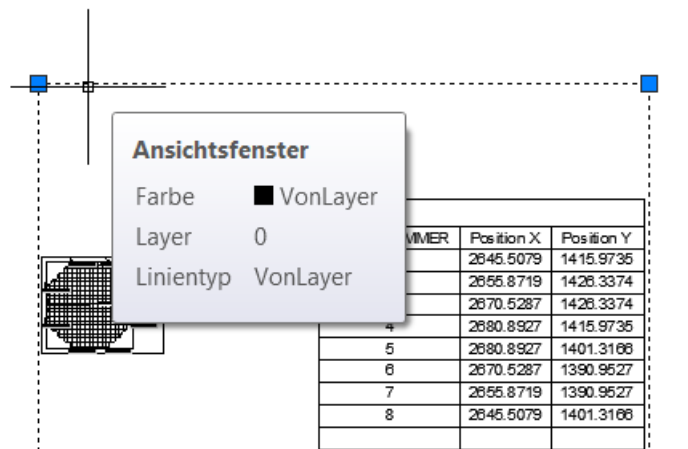 Ansichtsfenster
Farbe VonLayer
Layer 0
Linientyp VonLayer
MMER Position X Position Y
2645.5079 1415.9735
2655.8719 1426.3374
2670.5287 1426.3374
4 2680.8927 1415.9735
5 2680.8927 1401.3166
6 2670.5287 1390.9527
7 2655.8719 1390.9527
8 2645.5079 1401.3166